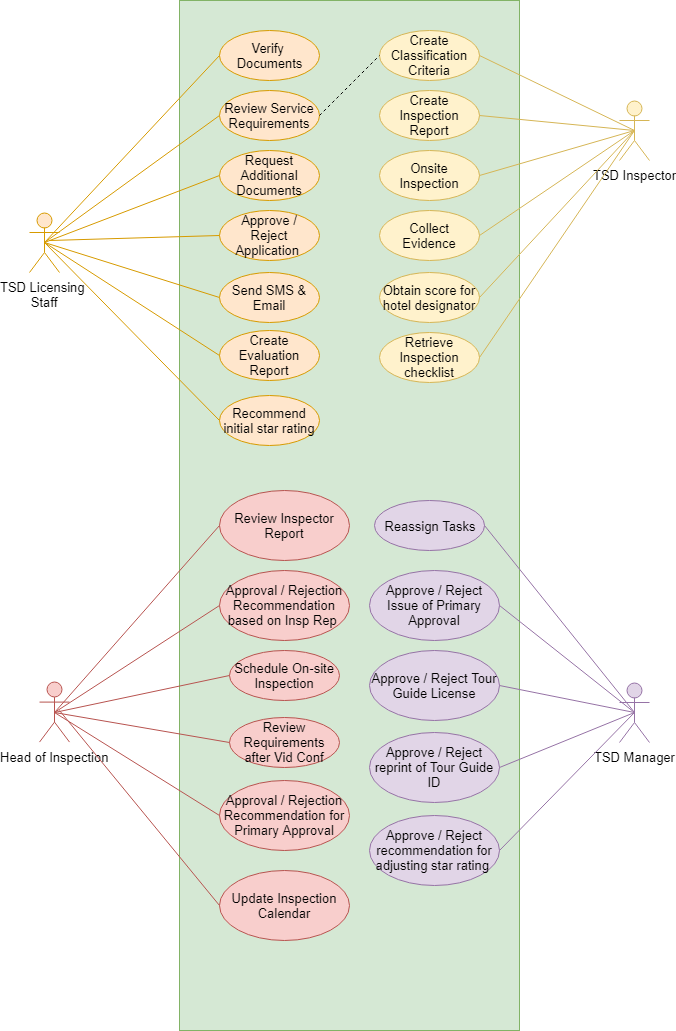 Verify
Documents
Create
Classification
Criteria
Review Service
Requirements
Create
Inspection
Report
TSD Inspector
Request
Additional
Documents
Onsite
Inspection
Approve /
Reject
Application
Collect
Evidence
TSD Licensing
Staff
Send SMS &
Email
Obtain score for
hotel designator
Create
Evaluation
Report
Retrieve
Inspection
checklist
Recommend
initial star rating
Review Inspector
Report
Reassign Tasks
Approval / Rejection
Recommendation
based on Insp Rep
Approve / Reject
Issue of Primary
Approval
Schedule On-site
Inspection
Approve / Reject Tour
Guide License
Head of Inspection
Review
Requirements
after Vid Conf
Approve / Reject
reprint of Tour Guide
ID
TSD Manager
Approval / Rejection
Recommendation for
Primary Approval
Approve / Reject
recommendation for
adjusting star rating
Update Inspection
Calendar